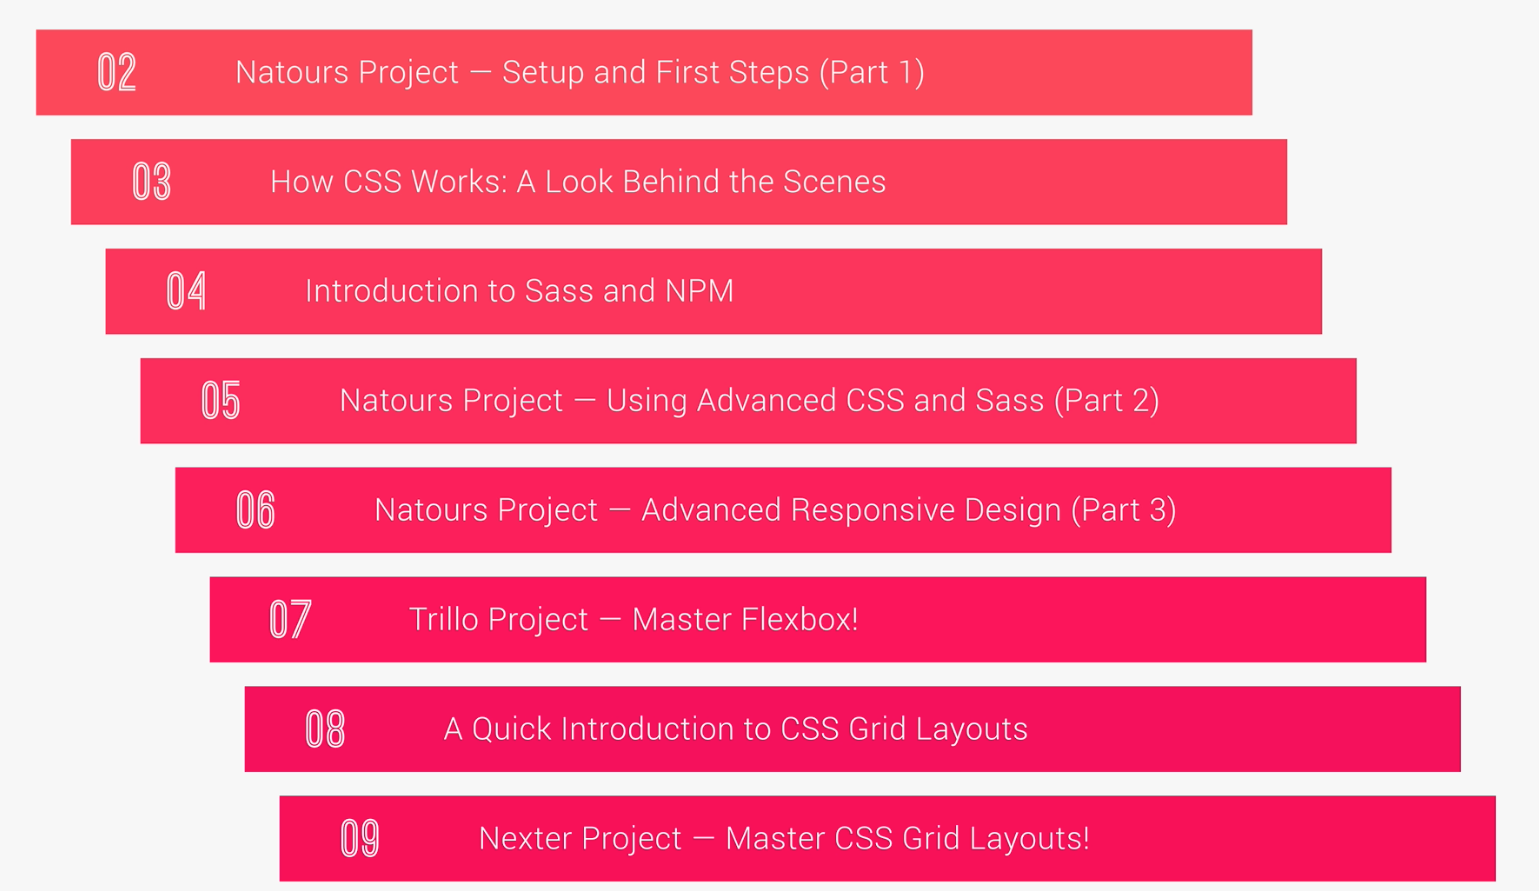 02 Natours Project — Setup and First Steps (Part 1)
03 How CSS Works: A Look Behind the Scenes
04 Introduction to Sass and NPM
05 Natours Project — Using Advanced CSS and Sass (Part 2)
06 Natours Project — Advanced Responsive Design (Part 3)
07 Trillo Project — Master Flexbox!
08 A Quick Introduction to CSS Grid Layouts
09 Nexter Project — Master CSS Grid Layouts!